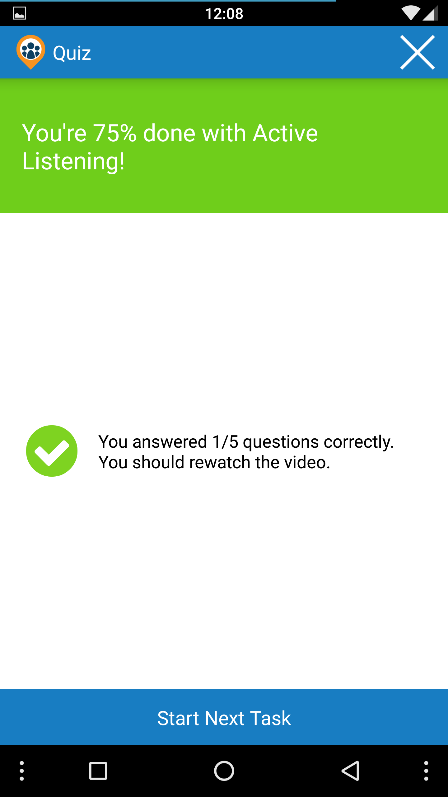 12:08
Quiz
You're 75% done with Active
Listening!
You answered 1/5 questions correctly.
You should rewatch the video.
Start Next Task